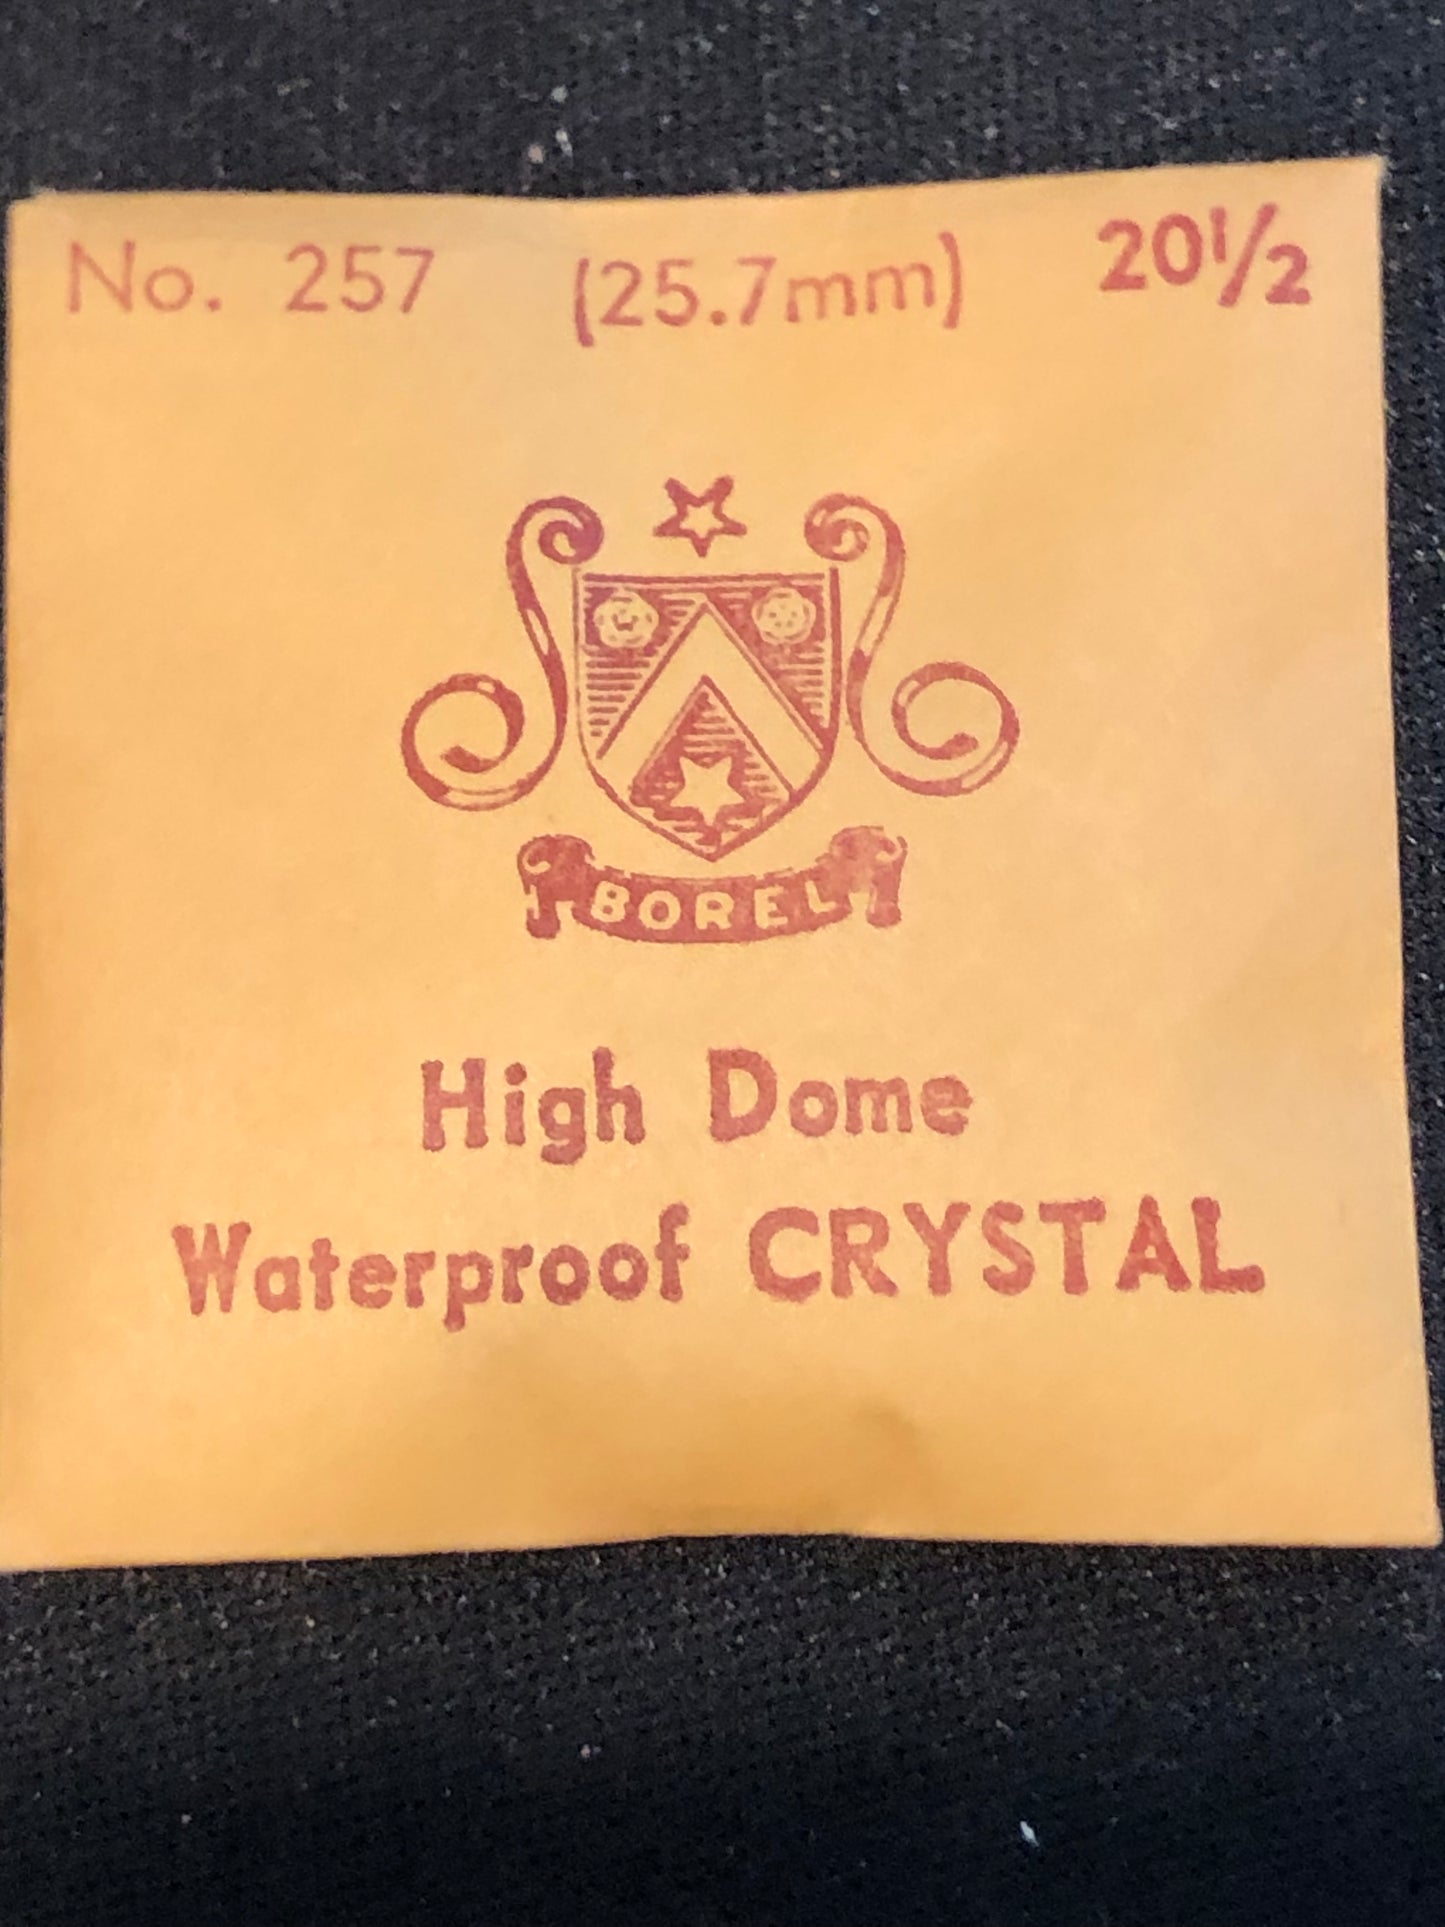 No. 257 (25.7mm) 20½
BOREL
High Dome
Waterproof CRYSTAL